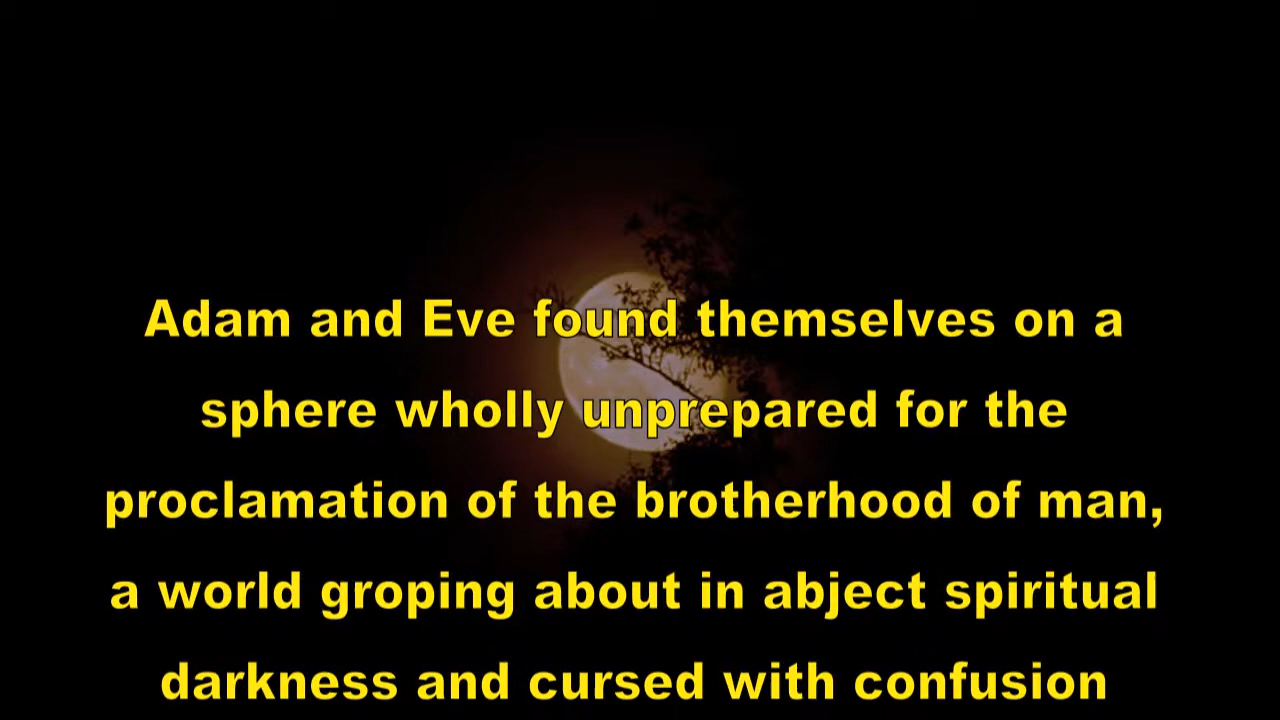 Adam and Eve found themselves on a
sphere wholly unprepared for the
proclamation of the brotherhood of man,
a world groping about in abject spiritual
darkness and cursed with confusion